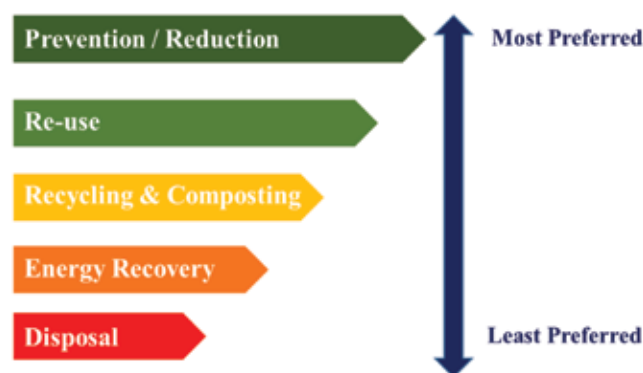 Prevention / Reduction
Most Preferred
Re-use
Recycling & Composting
Energy Recovery
Disposal
Least Preferred